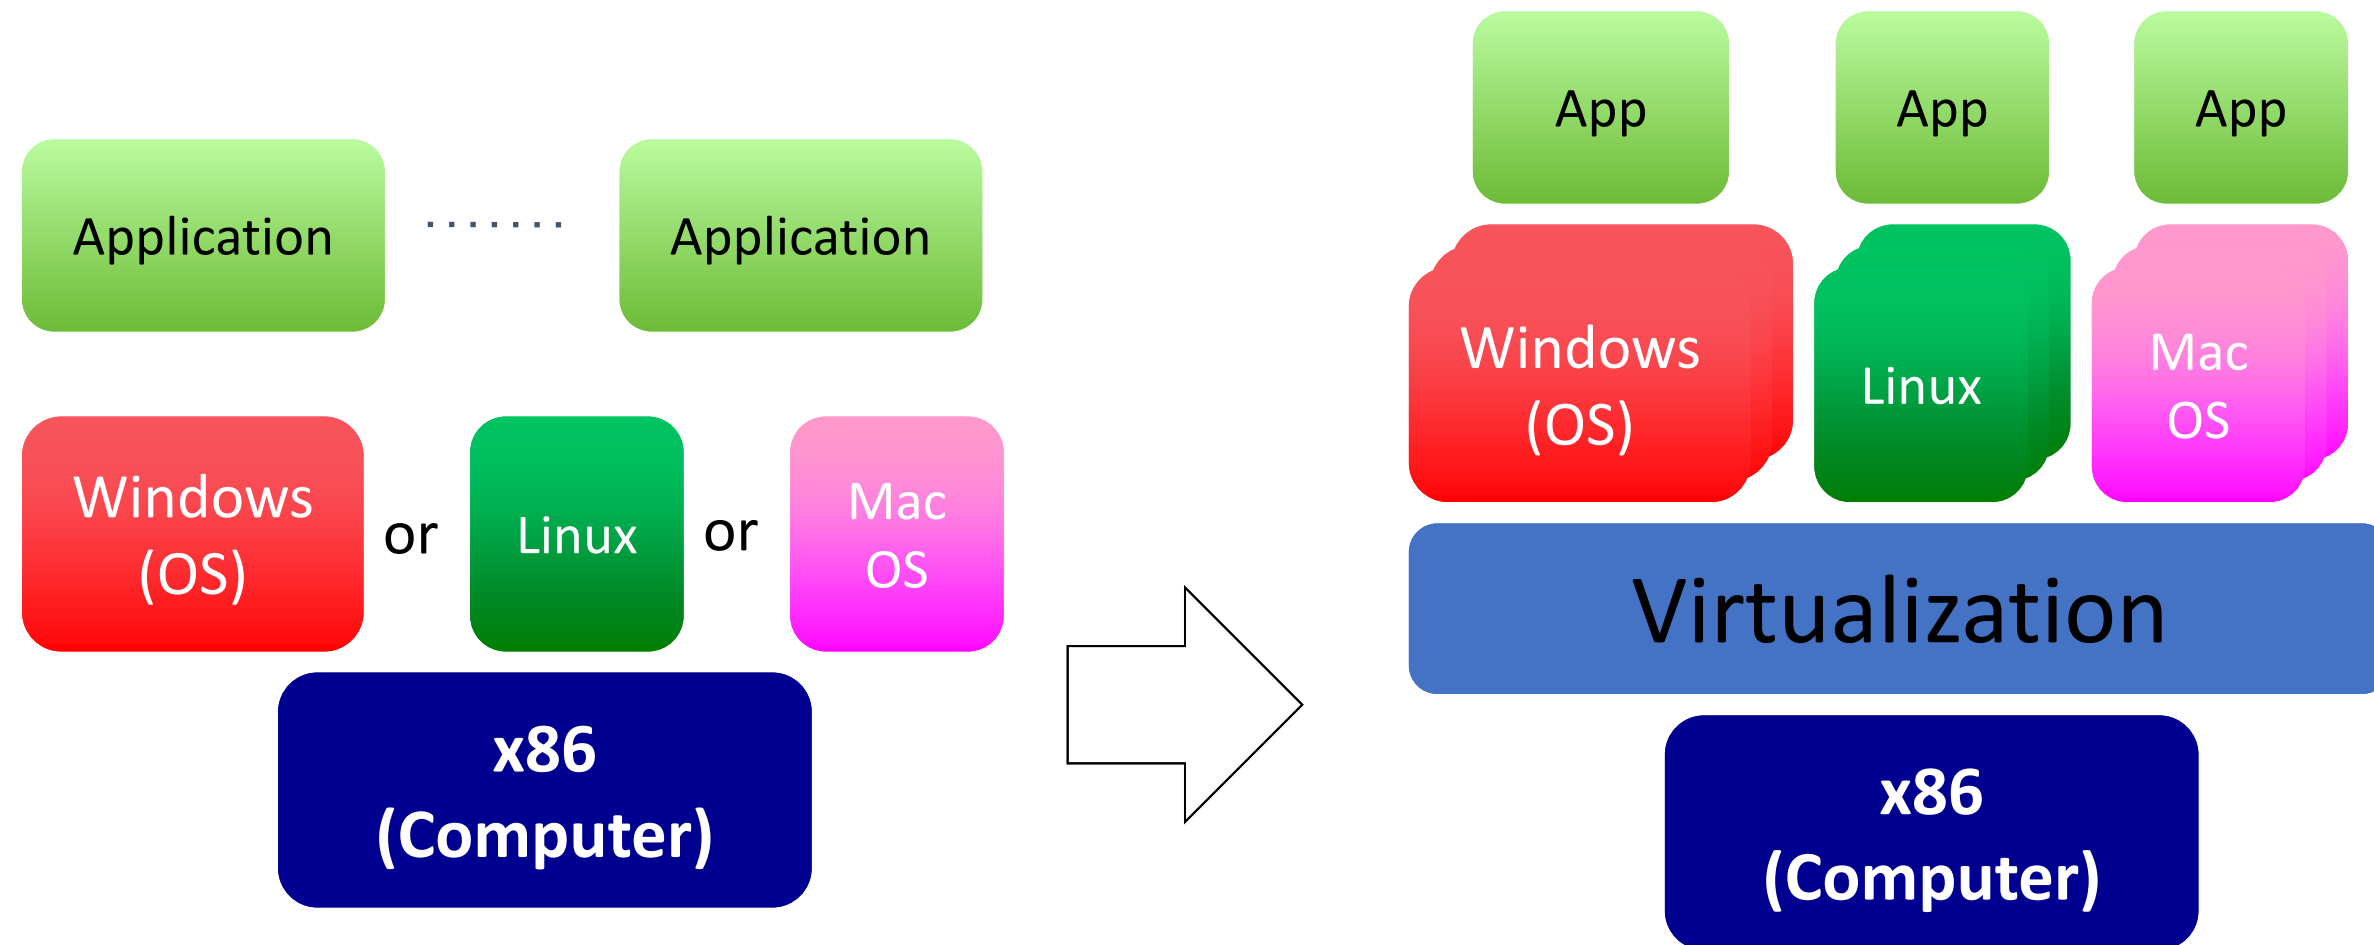 Application
.......
Application
Windows
(OS)
or
Linux
or
Mac
OS
x86
(Computer)
App
App
App
Windows
(OS)
Linux
Mac
OS
Virtualization
x86
(Computer)